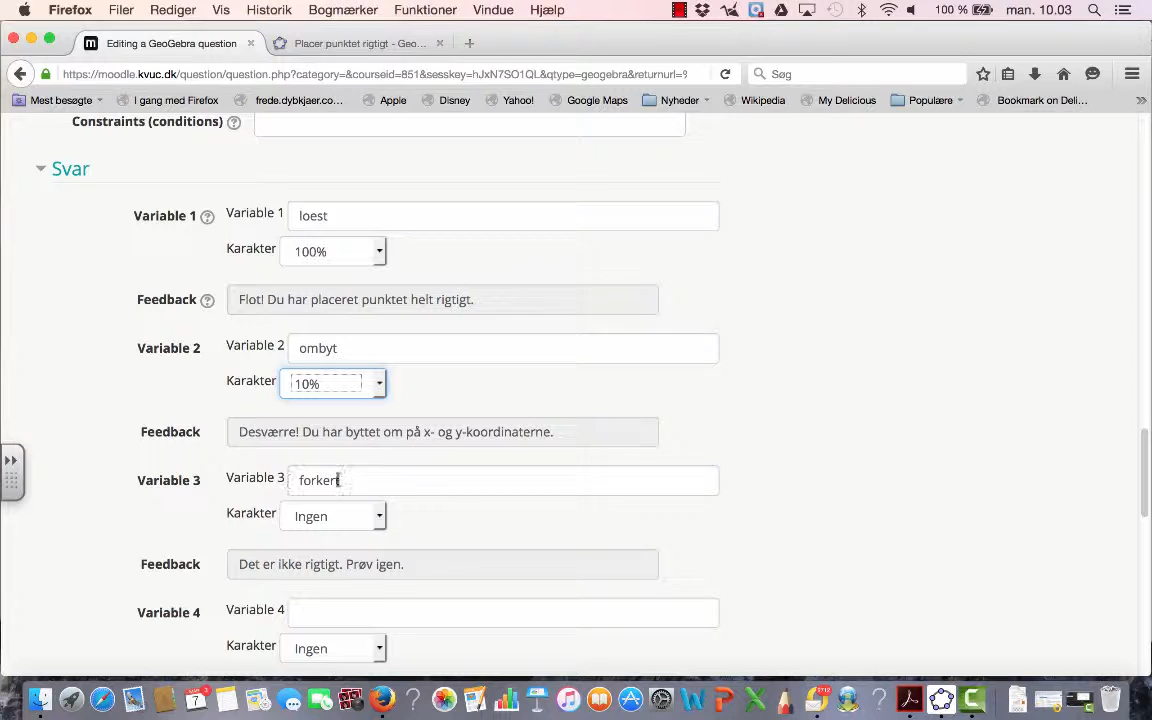 Firefox Filer Rediger Vis Historik Bogmærker Funktioner Vindue Hjælp 100 % man. 10.03
Editing a GeoGebra question Placer punktet rigtigt - Geo...
https://moodle.kvuc.dk/question/question.php?category=&courseid=851&sesskey=hJxN7SO1QL&qtype=geogebra&returnurl=9 Søg
Mest besøgte I gang med Firefox frede.dybkjaer.co... Apple Disney Yahoo! Google Maps Nyheder Wikipedia My Delicious Populære Bookmark on Deli...
Constraints (conditions)
Svar
Variable 1 Variable 1 loest
Karakter 100%
Feedback Flot! Du har placeret punktet helt rigtigt.
Variable 2 Variable 2 ombyt
Karakter 10%
Feedback Desværre! Du har byttet om på x- og y-koordinaterne.
Variable 3 Variable 3 forkert
Karakter Ingen
Feedback Det er ikke rigtigt. Prøv igen.
Variable 4 Variable 4
Karakter Ingen